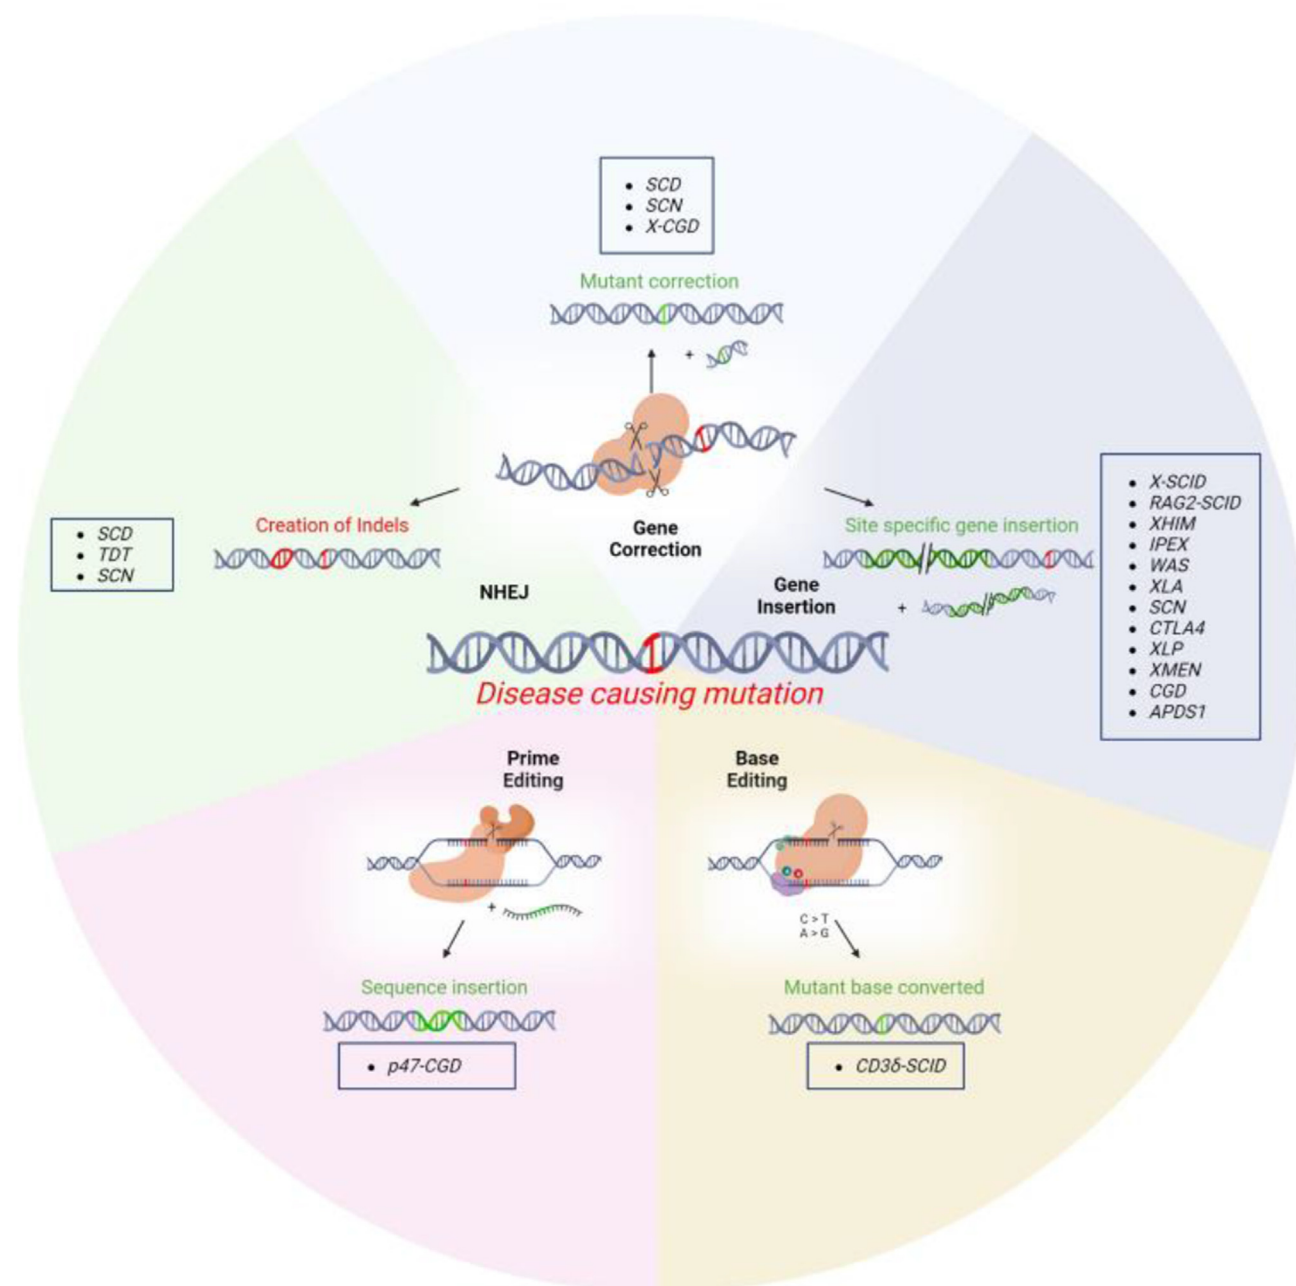 • SCD
• SCN
• X-CGD
Mutant correction
+
Gene
Correction
Creation of Indels
• SCD
• TDT
• SCN
NHEJ
Site specific gene insertion
Gene
Insertion
+
• X-SCID
• RAG2-SCID
• XHIM
• IPEX
• WAS
• XLA
• SCN
• CTLA4
• XLP
• XMEN
• CGD
• APDS1
Disease causing mutation
Prime
Editing
+
Sequence insertion
• p47-CGD
Base
Editing
C > T
A > G
Mutant base converted
• CD3δ-SCID